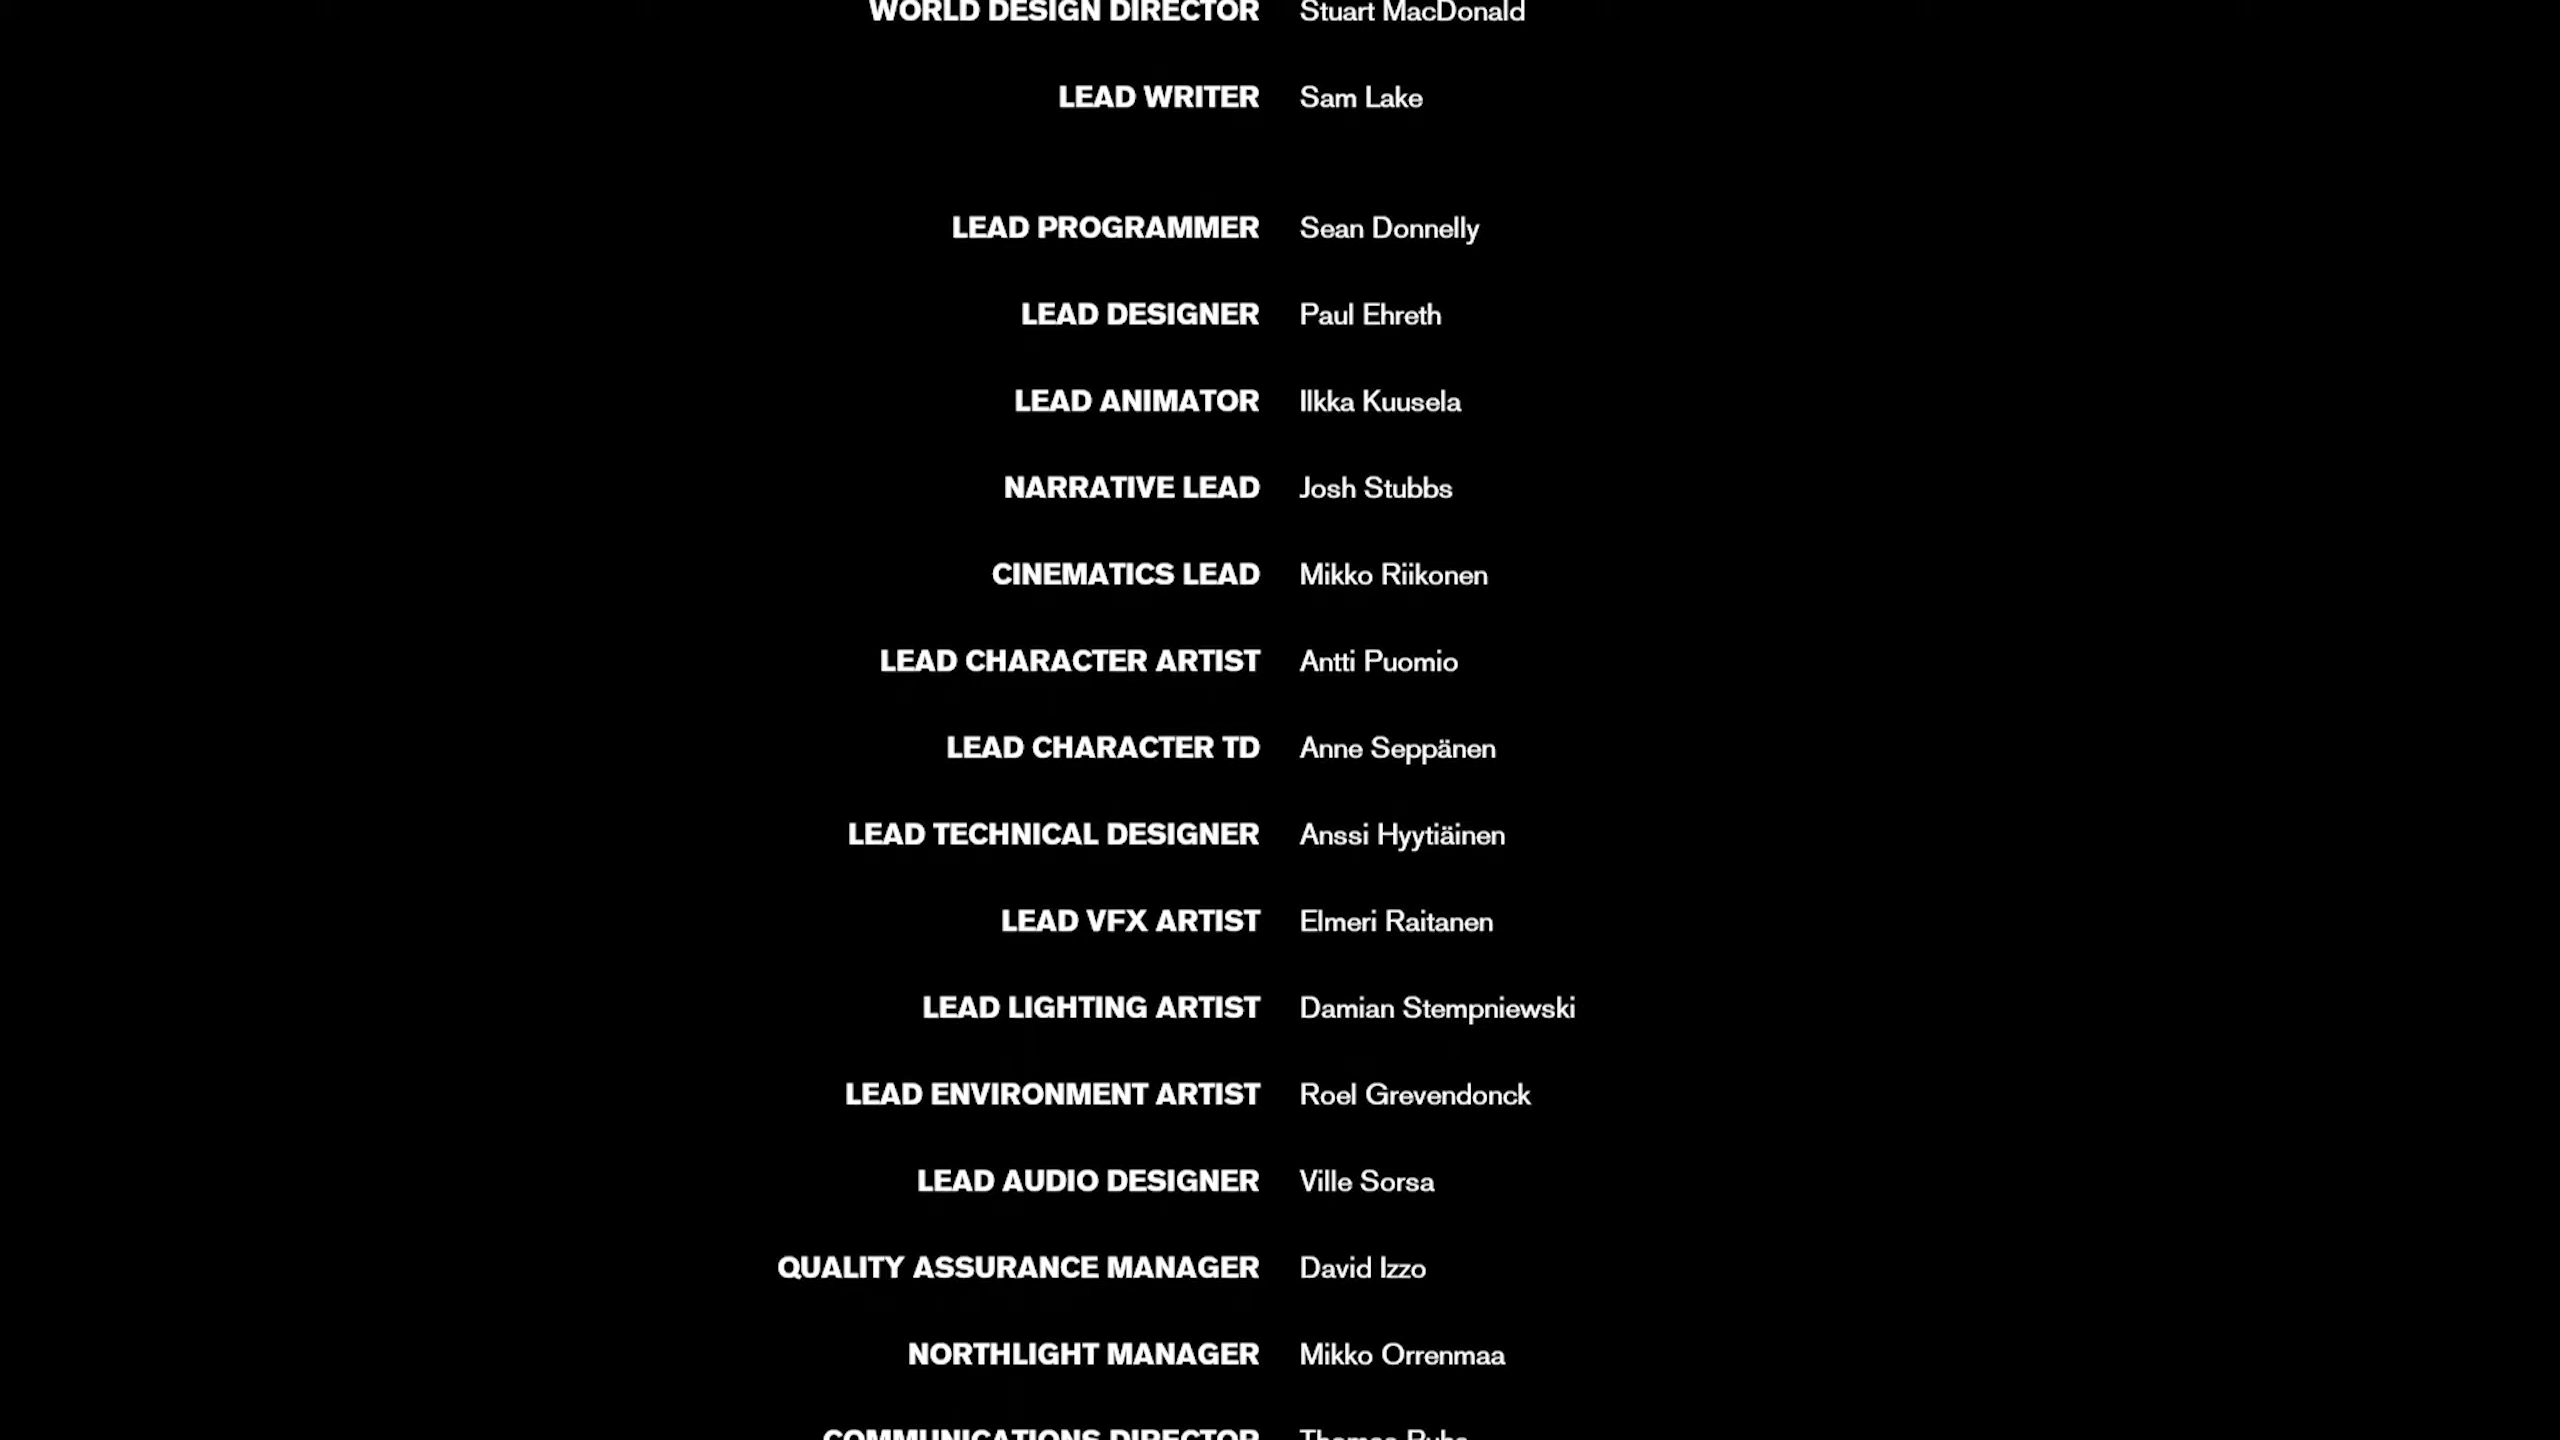 WORLD DESIGN DIRECTOR Stuart MacDonald
LEAD WRITER Sam Lake
LEAD PROGRAMMER Sean Donnelly
LEAD DESIGNER Paul Ehreth
LEAD ANIMATOR Ilkka Kuusela
NARRATIVE LEAD Josh Stubbs
CINEMATICS LEAD Mikko Riikonen
LEAD CHARACTER ARTIST Antti Puomio
LEAD CHARACTER TD Anne Seppänen
LEAD TECHNICAL DESIGNER Anssi Hyytiäinen
LEAD VFX ARTIST Elmeri Raitanen
LEAD LIGHTING ARTIST Damian Stempniewski
LEAD ENVIRONMENT ARTIST Roel Grevendonck
LEAD AUDIO DESIGNER Ville Sorsa
QUALITY ASSURANCE MANAGER David Izzo
NORTHLIGHT MANAGER Mikko Orrenmaa
COMMUNICATIONS DIRECTOR Thomas